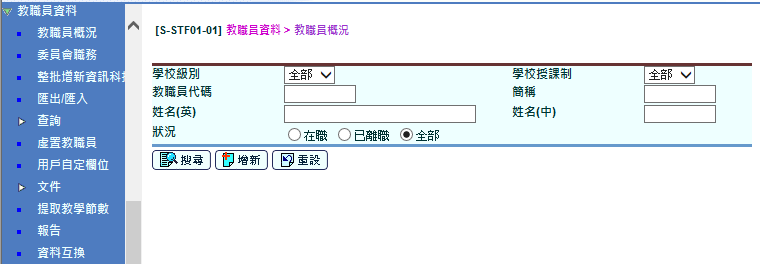 教職員資料
教職員概況
委員會職務
整批增新資訊科技
匯出/匯入
查詢
虛置教職員
用戶自定欄位
文件
提取教學節數
報告
資料互換
[S-STF01-01] 教職員資料 > 教職員概況
學校級別 全部 學校授課制 全部
教職員代碼 簡稱
姓名(英) 姓名(中)
狀況 在職 已離職 全部
搜尋 增新 重設